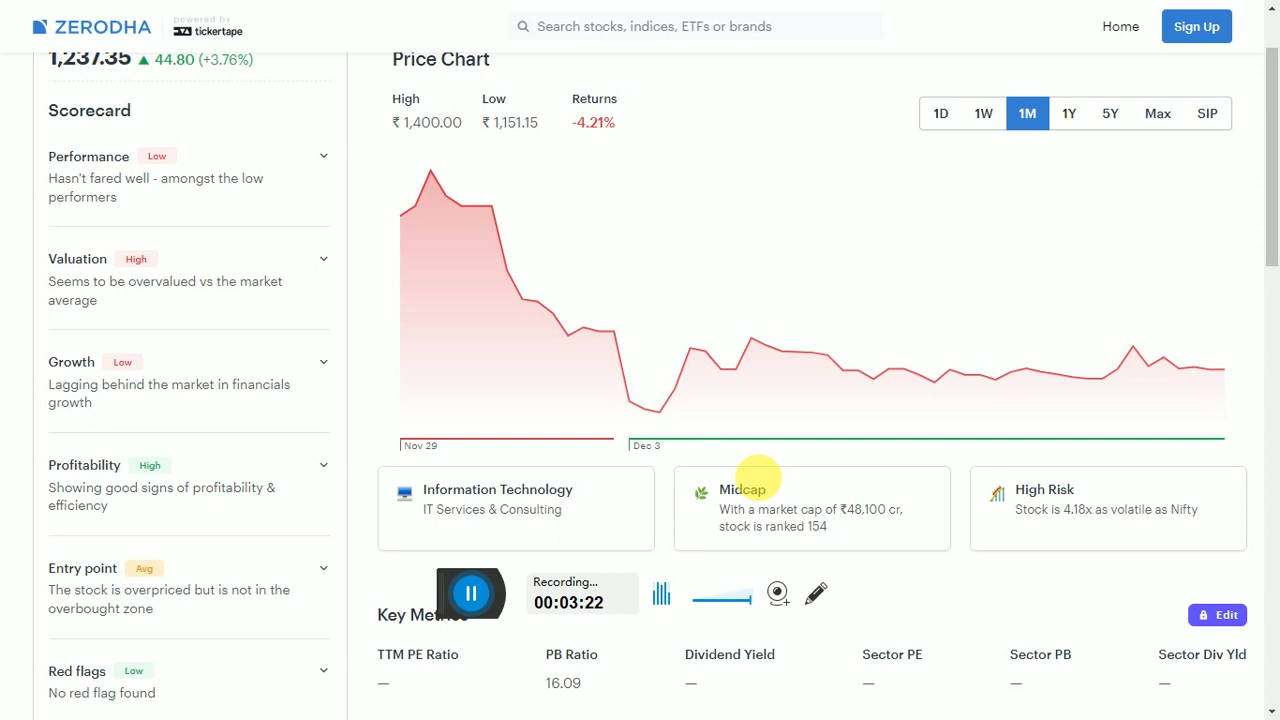 ZERODHA
powered by
tickertape
Search stocks, indices, ETFs or brands
Home
Sign Up
1,237.35 ▲ 44.80 (+3.76%)
Scorecard
Performance Low
Hasn't fared well - amongst the low
performers
Valuation High
Seems to be overvalued vs the market
average
Growth Low
Lagging behind the market in financials
growth
Profitability High
Showing good signs of profitability &
efficiency
Entry point Avg
The stock is overpriced but is not in the
overbought zone
Red flags Low
No red flag found
Price Chart
High Low Returns
₹ 1,400.00 ₹ 1,151.15 -4.21%
1D 1W 1M 1Y 5Y Max SIP
Nov 29 Dec 3
Information Technology
IT Services & Consulting
Midcap
With a market cap of ₹48,100 cr,
stock is ranked 154
High Risk
Stock is 4.18x as volatile as Nifty
Recording...
00:03:22
Key Metrics
Edit
TTM PE Ratio PB Ratio Dividend Yield Sector PE Sector PB Sector Div Yld
— 16.09 — — — —